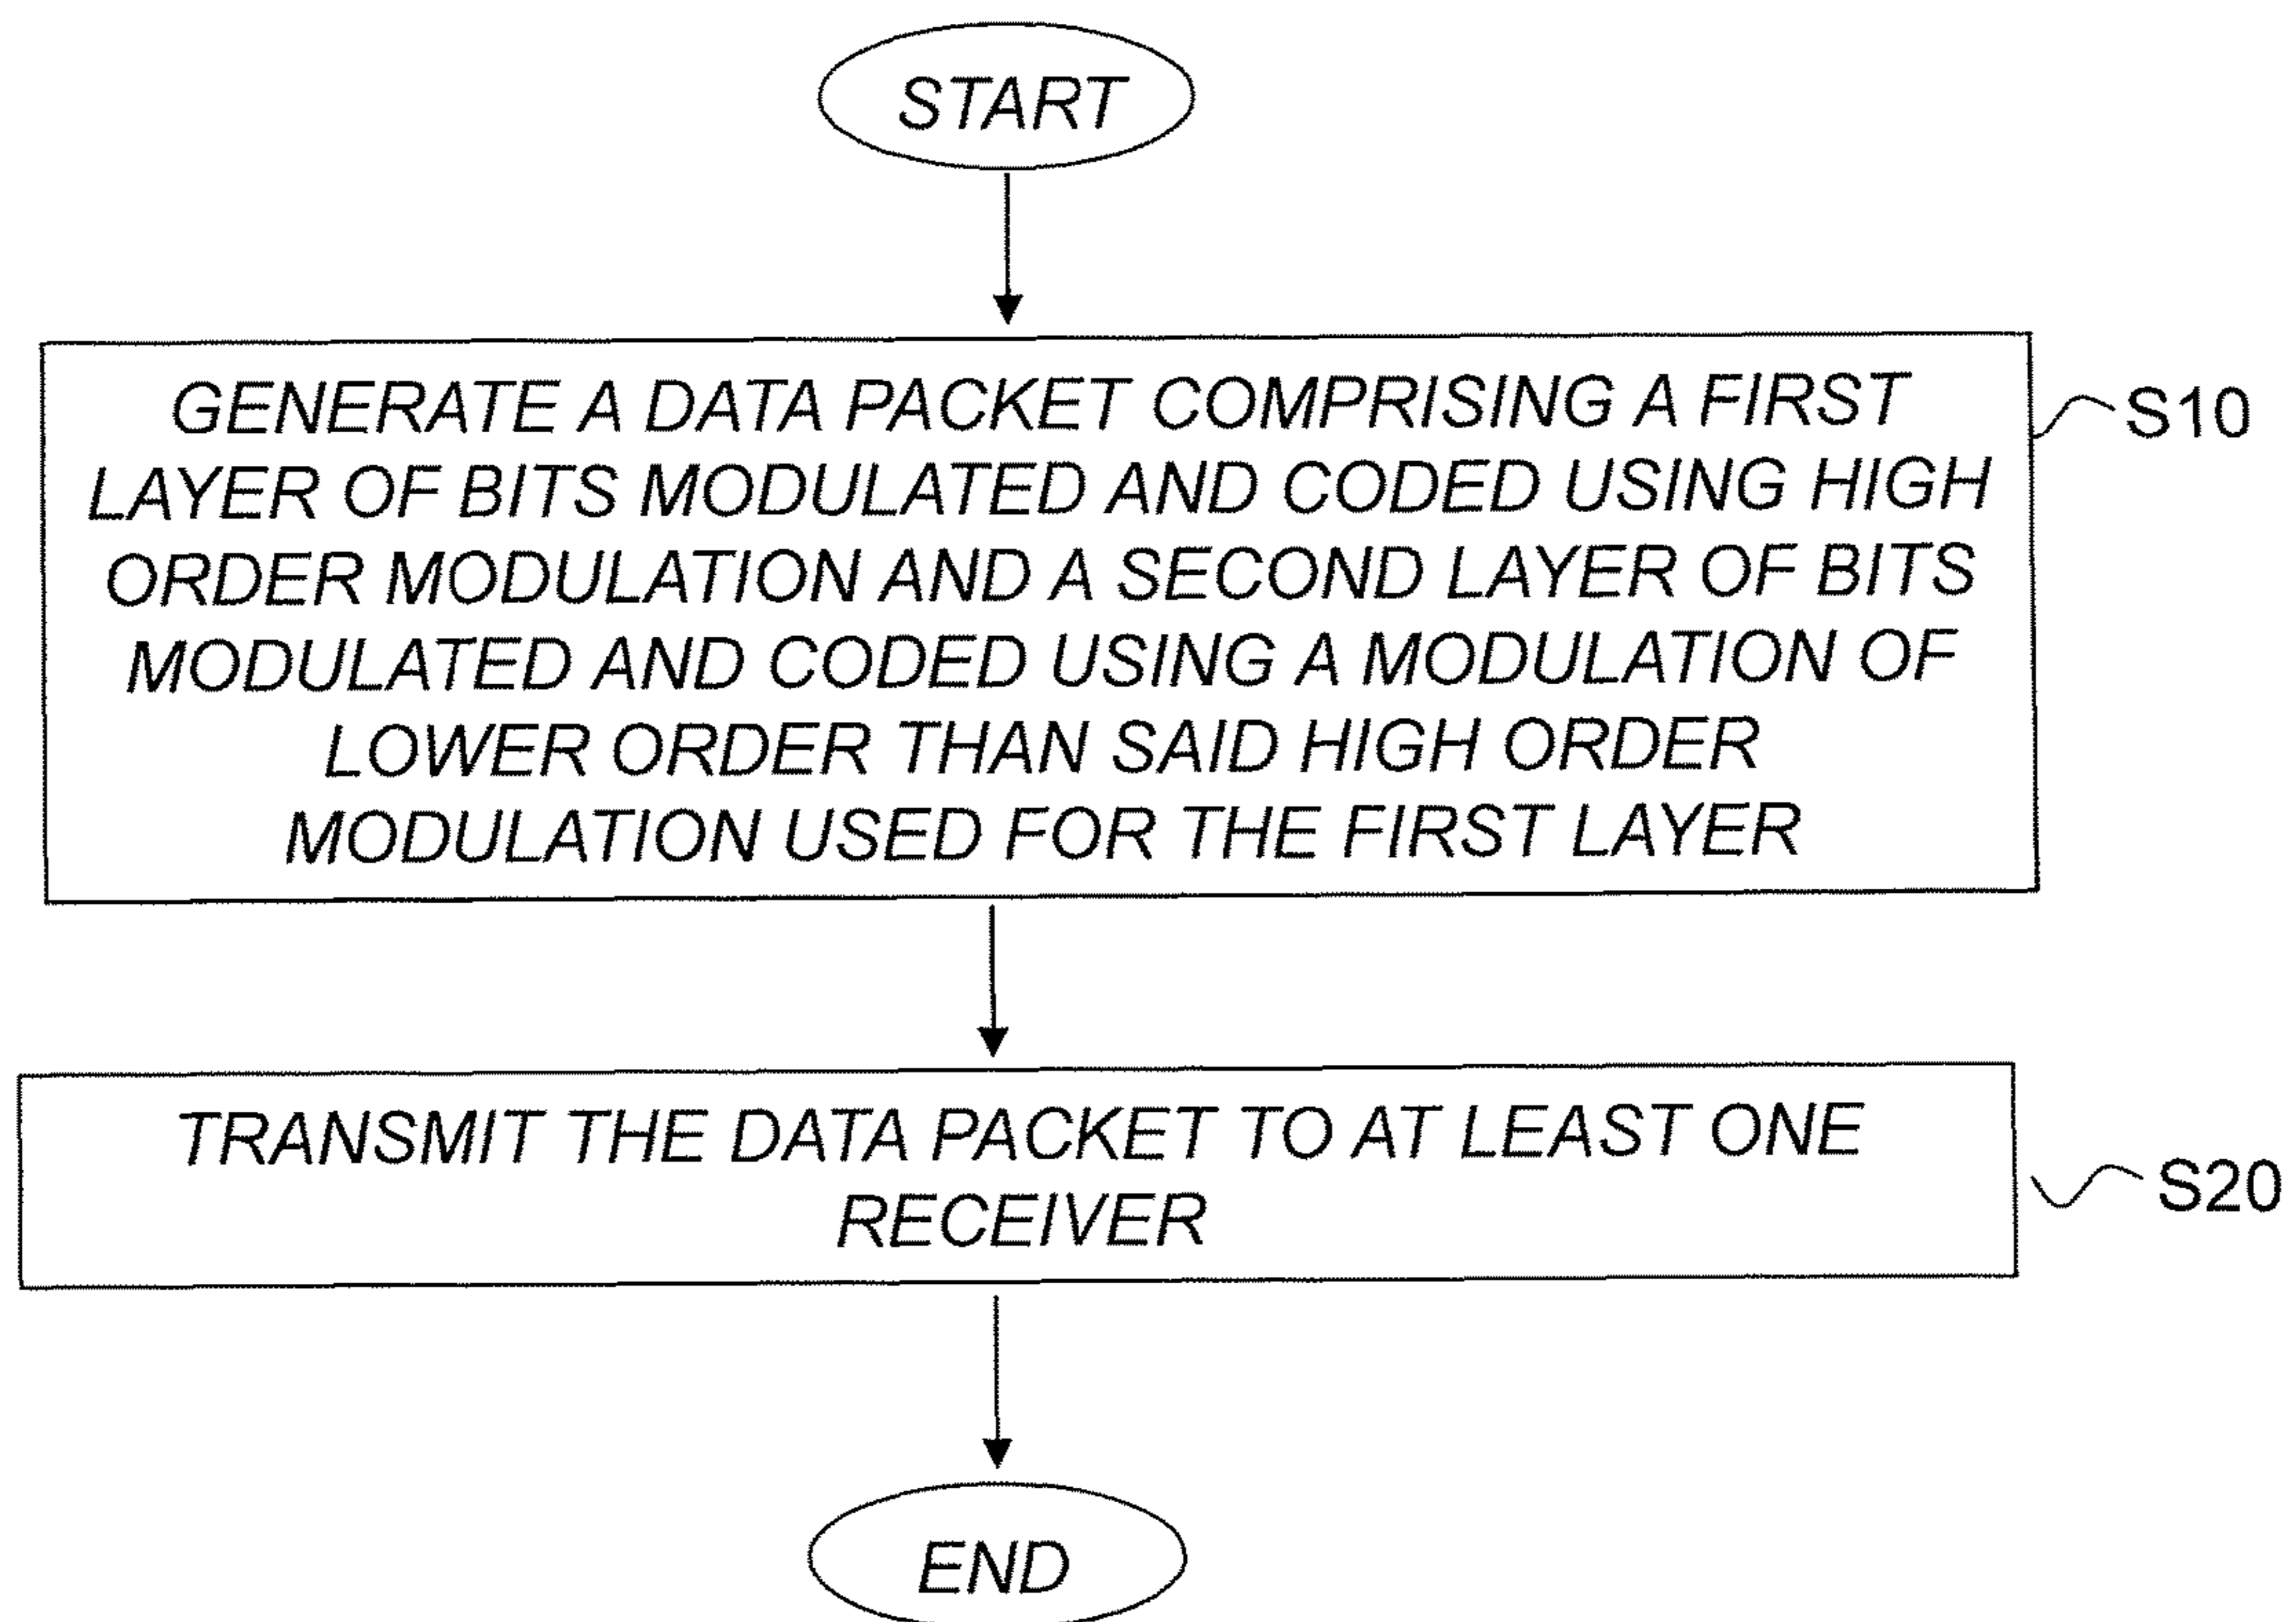 START
GENERATE A DATA PACKET COMPRISING A FIRST
LAYER OF BITS MODULATED AND CODED USING HIGH
ORDER MODULATION AND A SECOND LAYER OF BITS
MODULATED AND CODED USING A MODULATION OF
LOWER ORDER THAN SAID HIGH ORDER
MODULATION USED FOR THE FIRST LAYER
S10
TRANSMIT THE DATA PACKET TO AT LEAST ONE
RECEIVER
S20
END